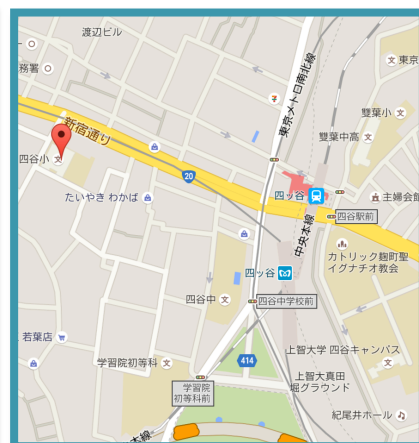 渡辺ビル
務署
東京
東京メトロ南北線
双葉小
雙葉中高
新宿通り
四谷小
20
たいやき わかば
四ッ谷
主婦会館
四谷駅前
中央本線
カトリック麹町聖
イグナチオ教会
四ッ谷
四谷中
四谷中学校前
若葉店
学習院初等科
414
上智大学 四谷キャンパス
上智大真田
堀グラウンド
学習院
初等科前
紀尾井ホール
本線